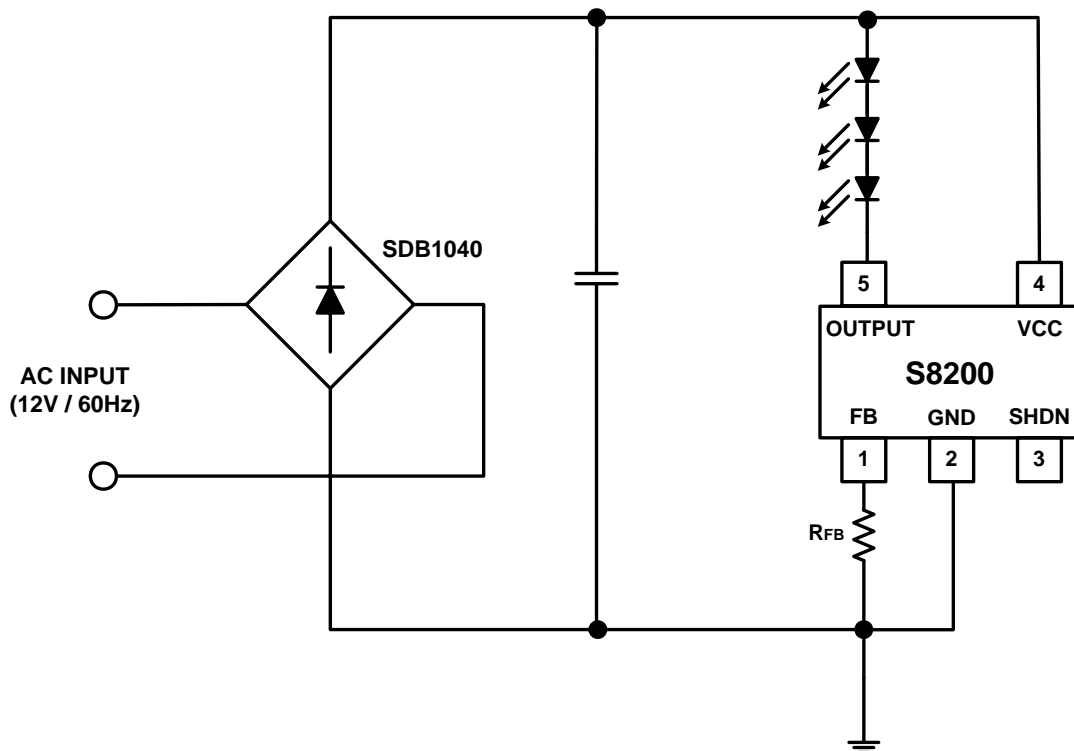 SDB1040
AC INPUT
(12V / 60Hz)
5
4
OUTPUT
VCC
S8200
FB
GND
SHDN
1
2
3
RFB